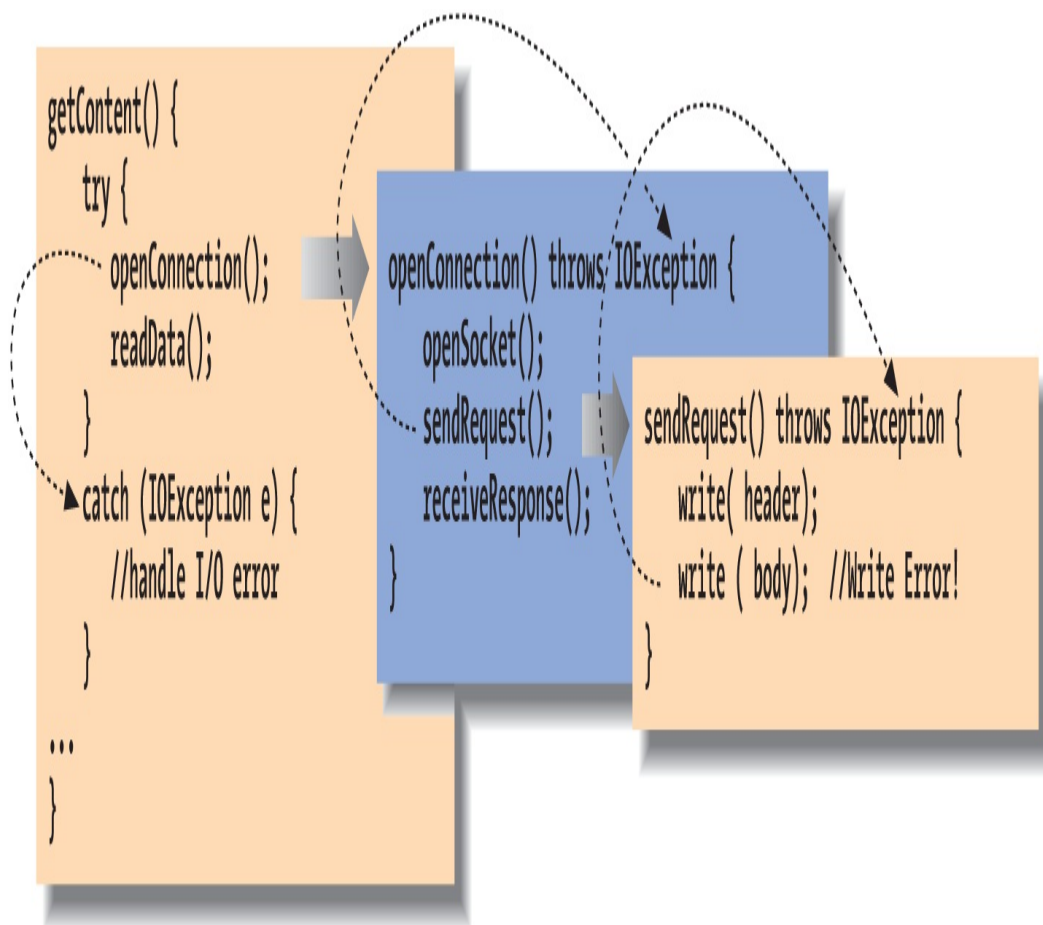 getContent() {
try {
openConnection();
readData();
}
catch (IOException e) {
//handle I/O error
}
...
}
openConnection() throws IOException {
openSocket();
sendRequest();
receiveResponse();
}
sendRequest() throws IOException {
write( header);
write ( body); //Write Error!
}